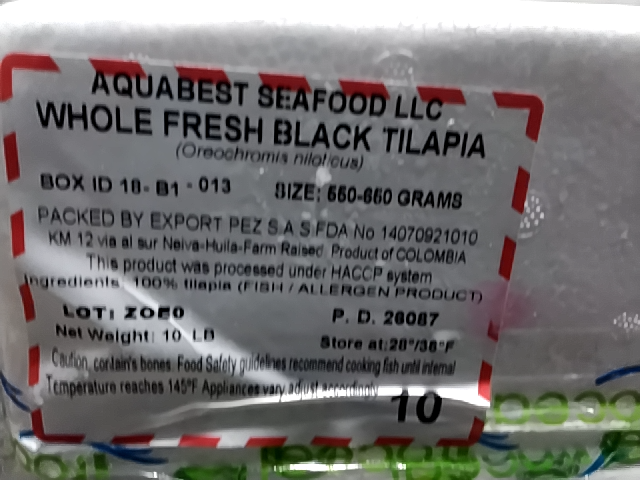 AQUABEST SEAFOOD LLC
WHOLE FRESH BLACK TILAPIA
(Oreochromis niloticus)
BOX ID 18- B1 - 013 SIZE: 550-650 GRAMS
PACKED BY EXPORT PEZ S A S FDA No 14070921010
KM 12 via al sur Neiva-Huila-Farm Raised. Product of COLOMBIA
This product was processed under HACCP system
Ingredients: 100% tilapia (FISH / ALLERGEN PRODUCT)
LOT: P. D. 26087
Net Weight: 10 LB Store at:28°/38°F
Caution, contain's bones. Food Safety guidelines recommend cooking fish until internal
Temperature reaches 145°F Appliances vary,adjust accordingly
10